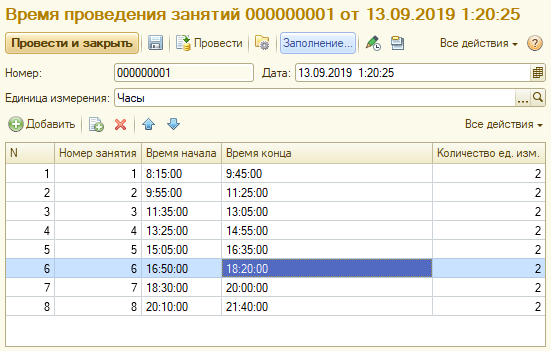 Время проведения занятий 000000001 от 13.09.2019 1:20:25
Провести и закрыть Провести Заполнение... Все действия ?
Номер: 000000001 Дата: 13.09.2019 1:20:25
Единица измерения: Часы ...
Добавить Все действия
N Номер занятия Время начала Время конца Количество ед. изм.
1 1 8:15:00 9:45:00 2
2 2 9:55:00 11:25:00 2
3 3 11:35:00 13:05:00 2
4 4 13:25:00 14:55:00 2
5 5 15:05:00 16:35:00 2
6 6 16:50:00 18:20:00 2
7 7 18:30:00 20:00:00 2
8 8 20:10:00 21:40:00 2